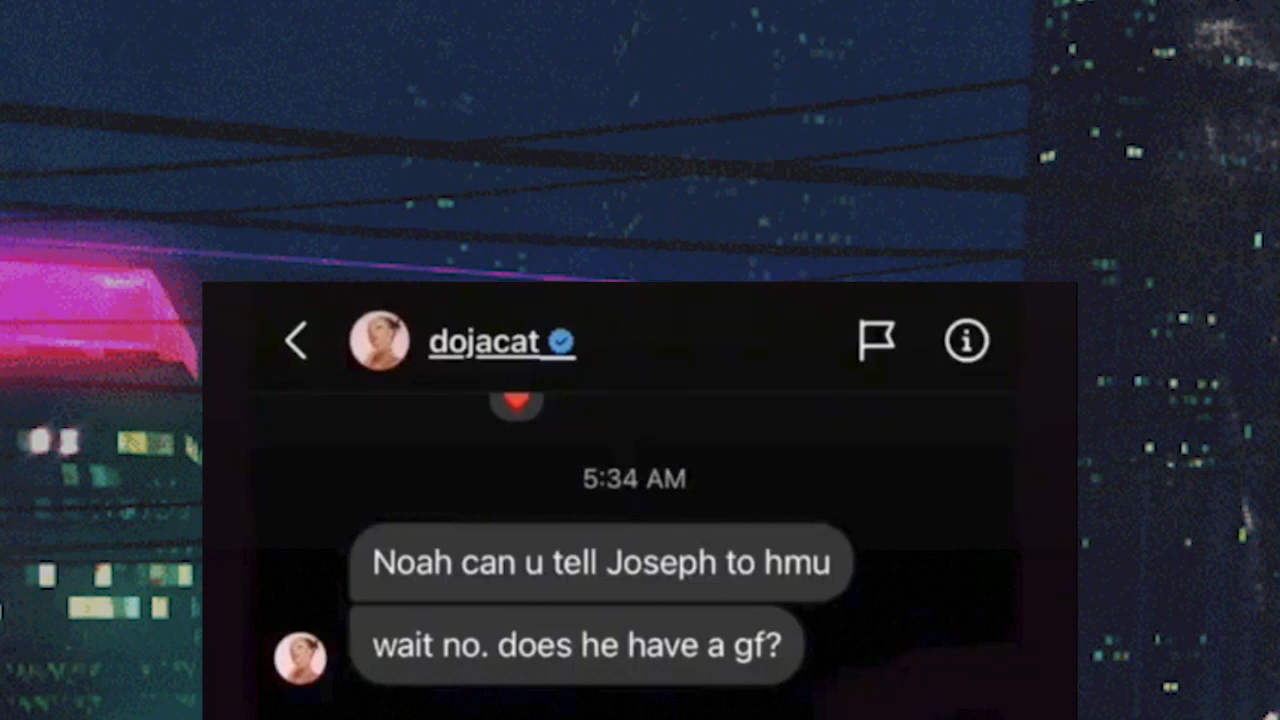 dojacat
5:34 AM
Noah can u tell Joseph to hmu
wait no. does he have a gf?